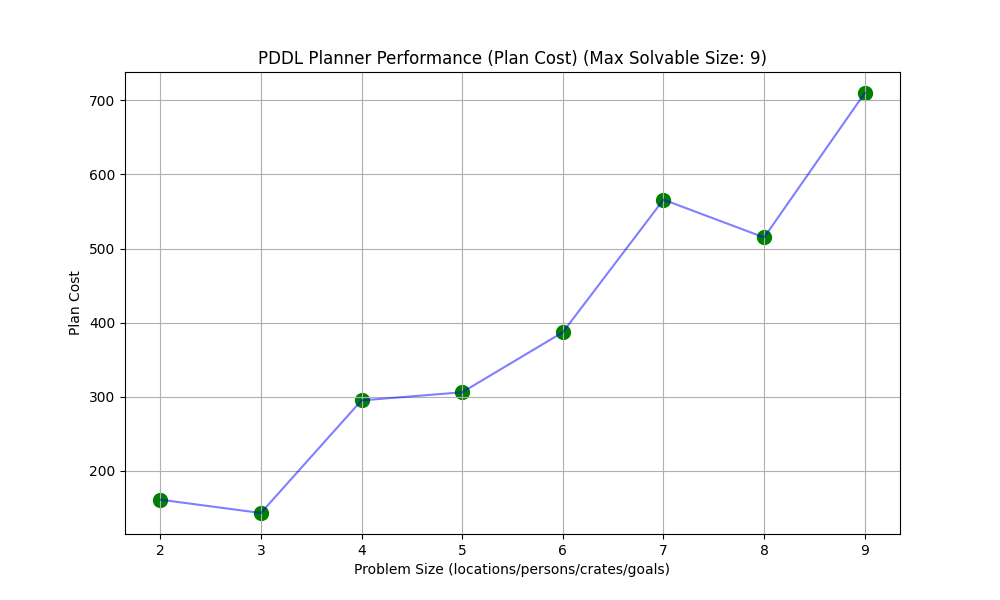 PDDL Planner Performance (Plan Cost) (Max Solvable Size: 9)
700
600
500
400
300
200
Plan Cost
2 3 4 5 6 7 8 9
Problem Size (locations/persons/crates/goals)